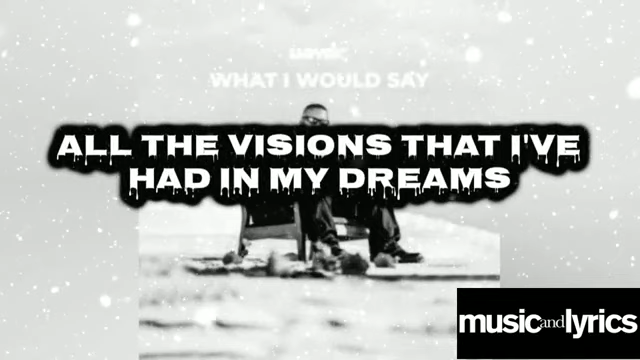 WHAT I WOULD SAY
ALL THE VISIONS THAT I'VE
HAD IN MY DREAMS
musicandlyrics